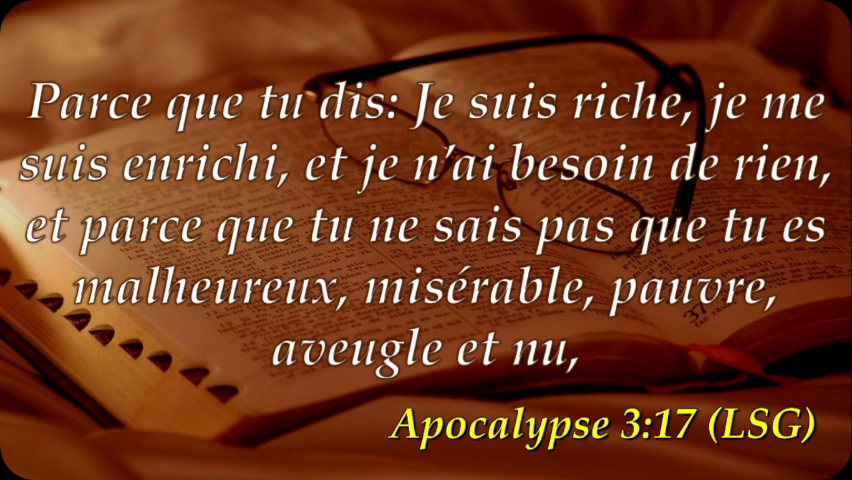 Parce que tu dis: Je suis riche, je me
suis enrichi, et je n'ai besoin de rien,
et parce que tu ne sais pas que tu es
malheureux, misérable, pauvre,
aveugle et nu,
Apocalypse 3:17 (LSG)